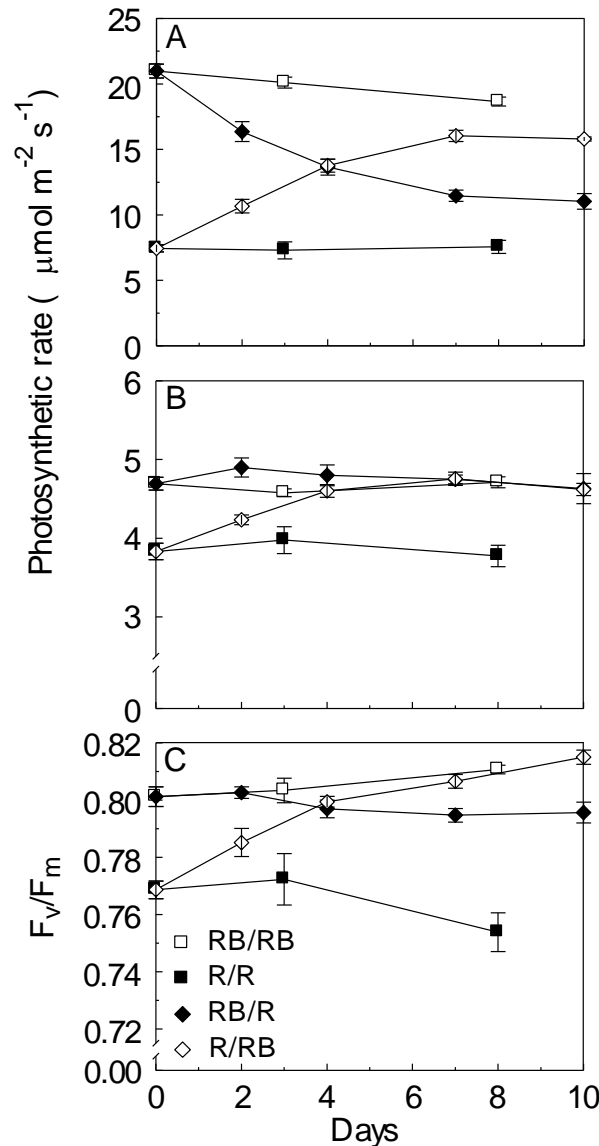 Photosynthetic rate ( μmol m⁻² s⁻¹)
A
25
20
15
10
5
0
B
6
5
4
3
0
F_v/F_m
C
0.82
0.80
0.78
0.76
0.74
0.72
0.00
RB/RB
R/R
RB/R
R/RB
0 2 4 6 8 10
Days